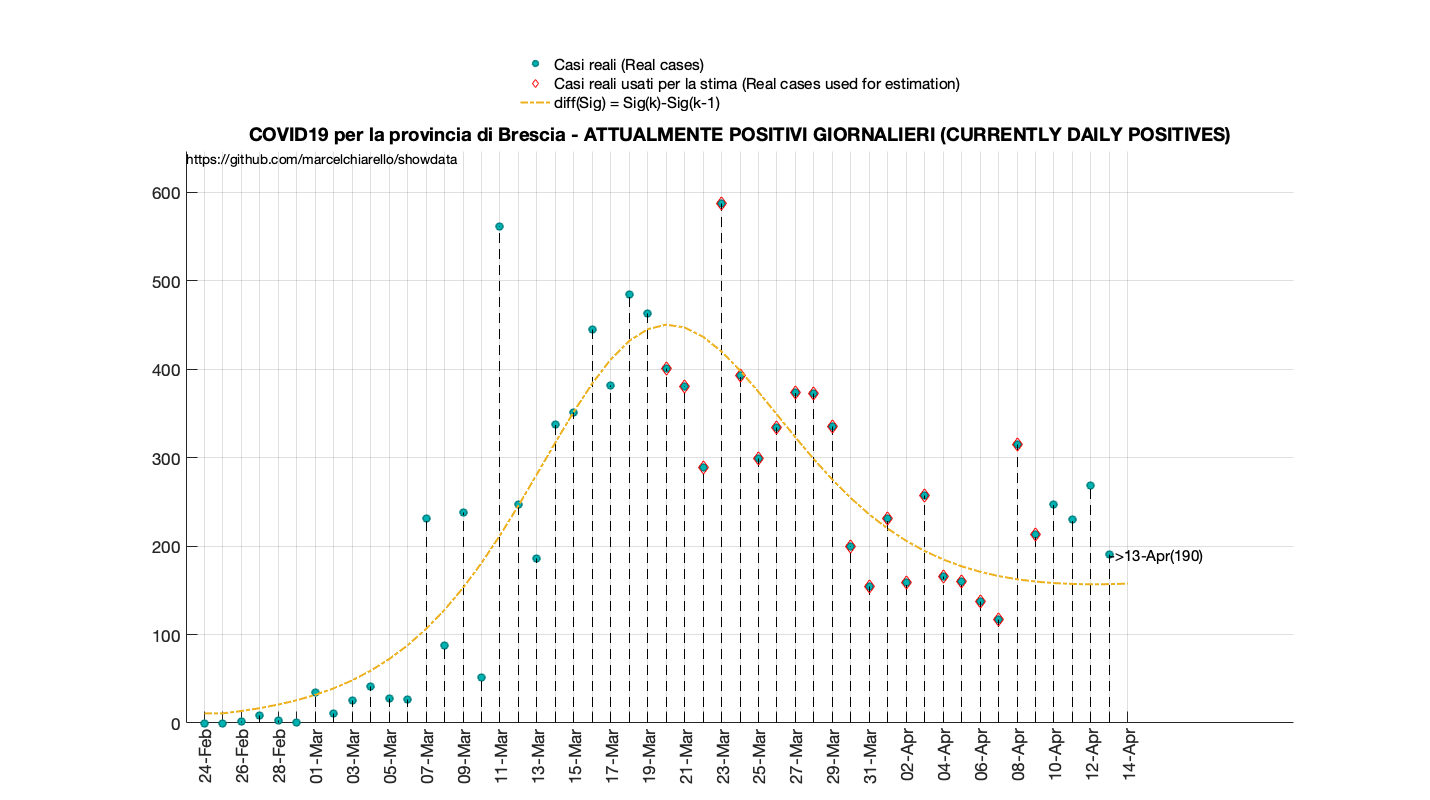 Casi reali (Real cases)
Casi reali usati per la stima (Real cases used for estimation)
diff(Sig) = Sig(k)-Sig(k-1)
COVID19 per la provincia di Brescia - ATTUALMENTE POSITIVI GIORNALIERI (CURRENTLY DAILY POSITIVES)
https://github.com/marcelchiarello/showdata
600
500
400
300
200
100
0
->13-Apr(190)
24-Feb
26-Feb
28-Feb
01-Mar
03-Mar
05-Mar
07-Mar
09-Mar
11-Mar
13-Mar
15-Mar
17-Mar
19-Mar
21-Mar
23-Mar
25-Mar
27-Mar
29-Mar
31-Mar
02-Apr
04-Apr
06-Apr
08-Apr
10-Apr
12-Apr
14-Apr